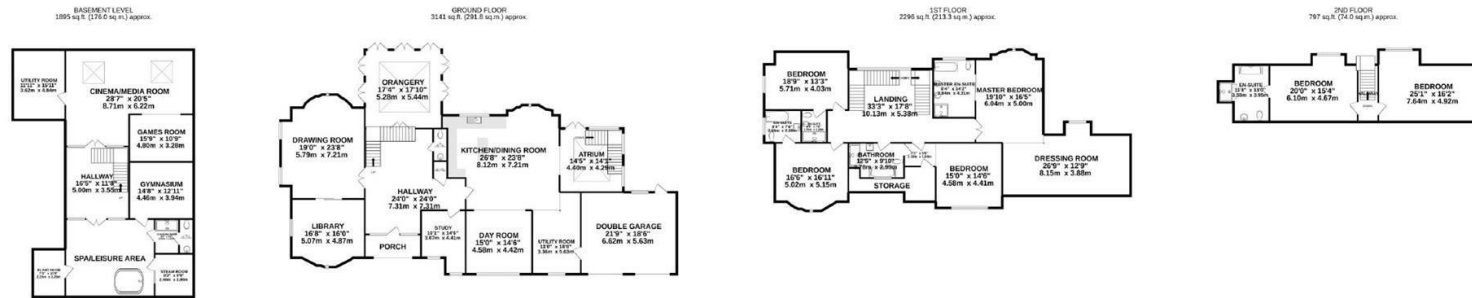 BASEMENT LEVEL
1895 sq.ft. (176.0 sq.m.) approx.
UTILITY ROOM
CINEMA/MEDIA ROOM
28'7" x 20'5"
8.71m x 6.22m
GAMES ROOM
15'9" x 10'9"
4.80m x 3.28m
HALLWAY
16'5" x 11'8"
GYMNASIUM
14'8" x 12'11"
4.46m x 3.94m
SPA/LEISURE AREA
PLANT ROOM
STEAM ROOM
GROUND FLOOR
3141 sq.ft. (291.8 sq.m.) approx.
ORANGERY
17'4" x 17'10"
5.28m x 5.44m
DRAWING ROOM
19'0" x 23'8"
5.79m x 7.21m
KITCHEN/DINING ROOM
26'8" x 23'8"
8.12m x 7.21m
ATRIUM
14'5" x 14'1"
HALLWAY
24'0" x 24'0"
7.31m x 7.31m
LIBRARY
16'8" x 16'0"
5.07m x 4.87m
PORCH
STUDY
DAY ROOM
15'0" x 14'6"
4.58m x 4.42m
UTILITY ROOM
DOUBLE GARAGE
21'9" x 18'6"
6.62m x 5.63m
1ST FLOOR
2296 sq.ft. (213.3 sq.m.) approx.
BEDROOM
18'9" x 13'3"
5.71m x 4.03m
LANDING
33'3" x 17'8"
10.13m x 5.38m
MASTER EN-SUITE
MASTER BEDROOM
19'10" x 16'5"
6.04m x 5.00m
BEDROOM
16'6" x 16'11"
5.02m x 5.15m
BATHROOM
STORAGE
BEDROOM
15'0" x 14'6"
4.58m x 4.41m
DRESSING ROOM
26'9" x 12'9"
8.15m x 3.88m
2ND FLOOR
797 sq.ft. (74.0 sq.m.) approx.
EN-SUITE
BEDROOM
20'0" x 15'4"
6.10m x 4.67m
BEDROOM
25'1" x 16'2"
7.64m x 4.92m